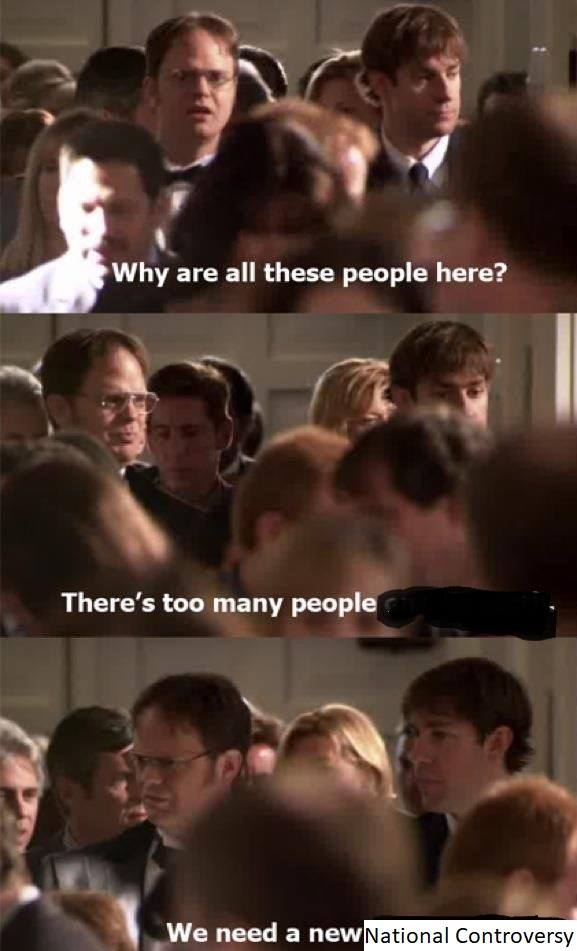 Why are all these people here?
There's too many people
We need a new National Controversy